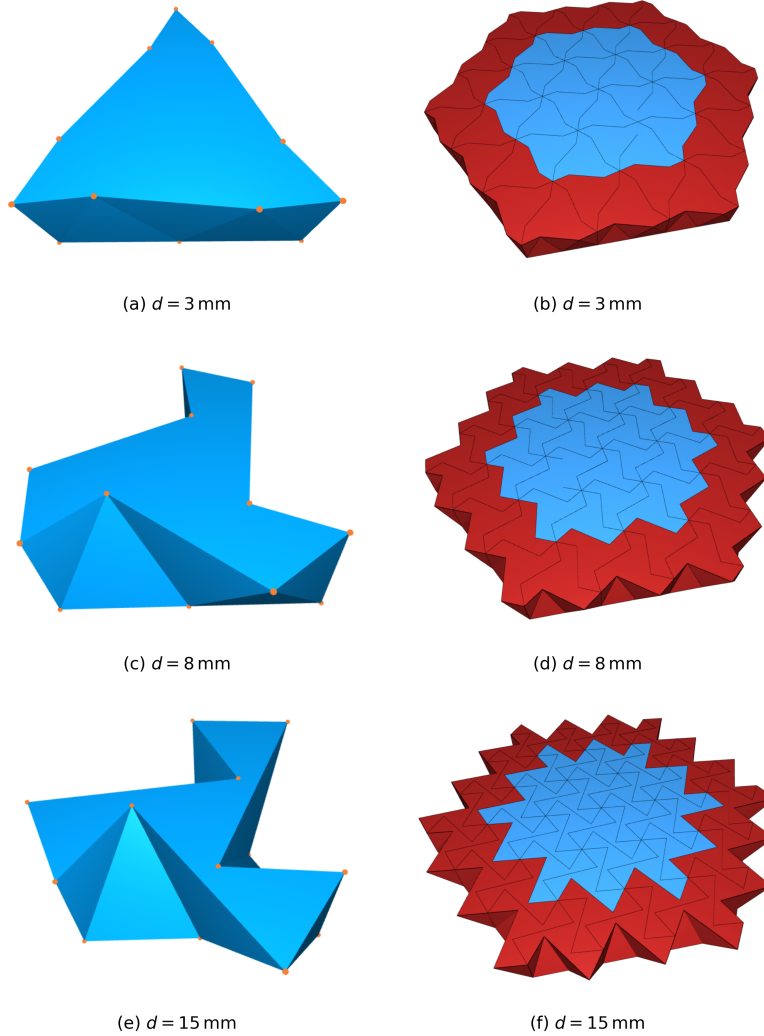 (a) d = 3 mm
(b) d = 3 mm
(c) d = 8 mm
(d) d = 8 mm
(e) d = 15 mm
(f) d = 15 mm